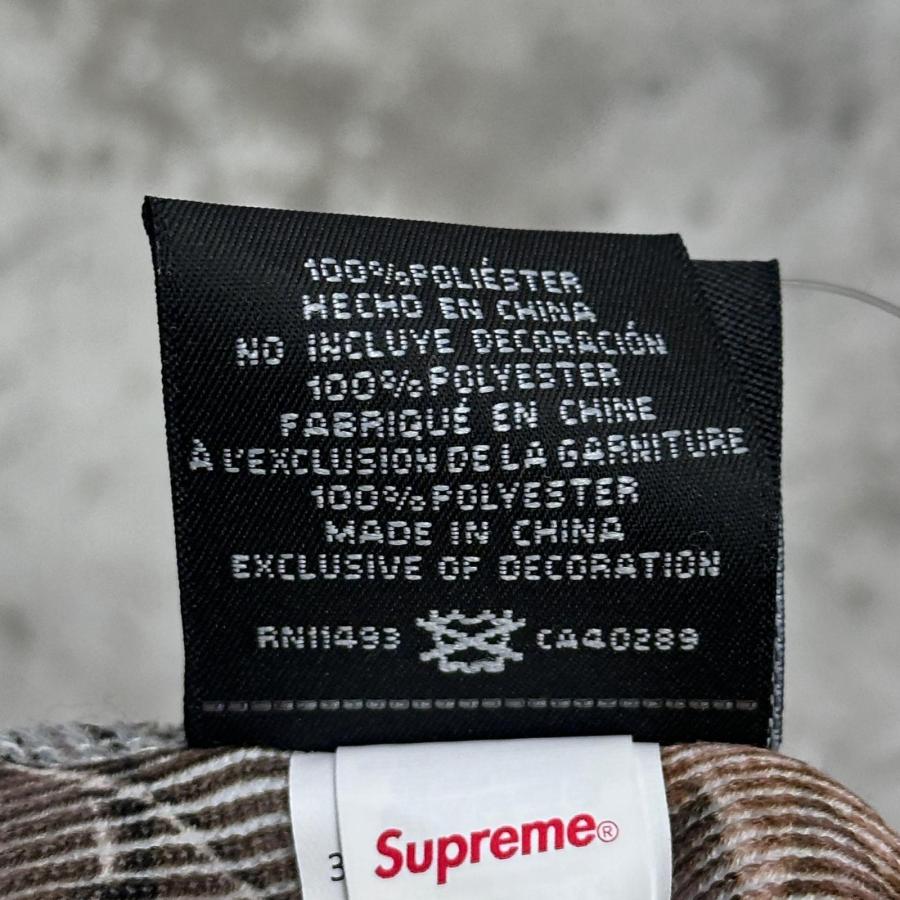 100%POLIÉSTER
HECHO EN CHINA
NO INCLUYE DECORACIÓN
100%POLYESTER
FABRIQUÉ EN CHINE
À L'EXCLUSION DE LA GARNITURE
100%POLYESTER
MADE IN CHINA
EXCLUSIVE OF DECORATION
RN11493 CA40289
Supreme®
3